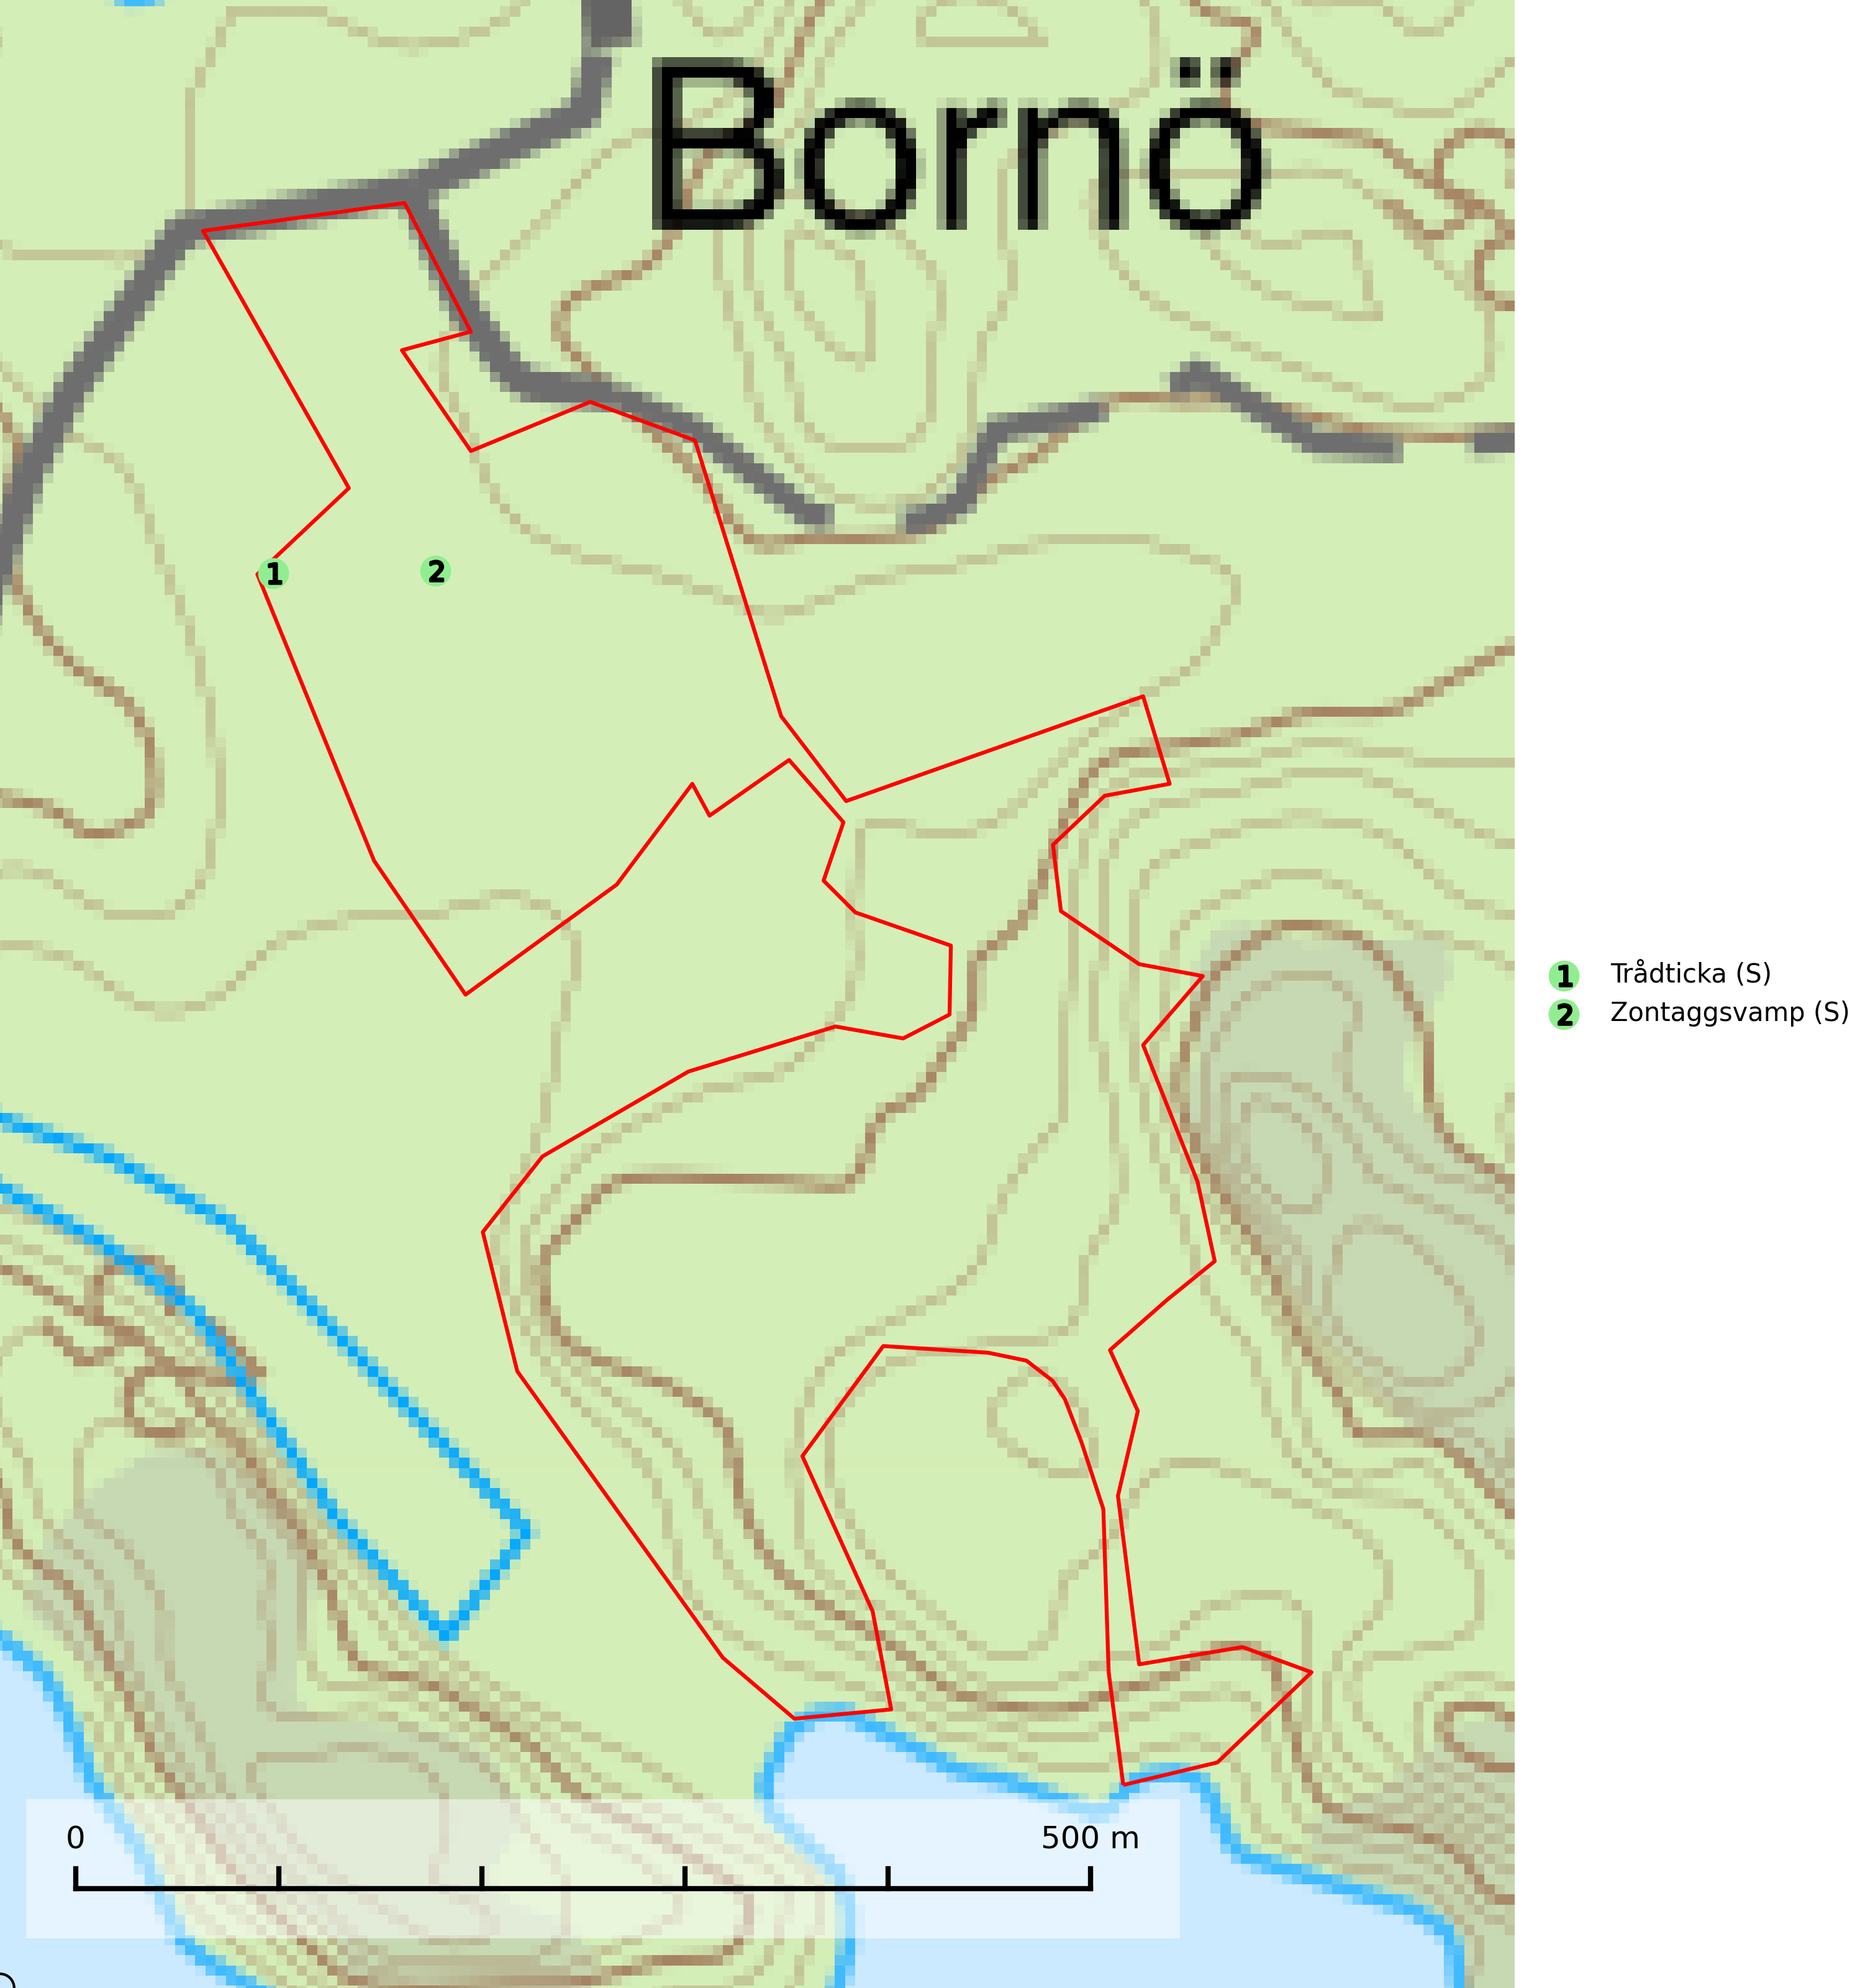 Bornö
1
2
1 Trådticka (S)
2 Zontaggsvamp (S)
0 500 m